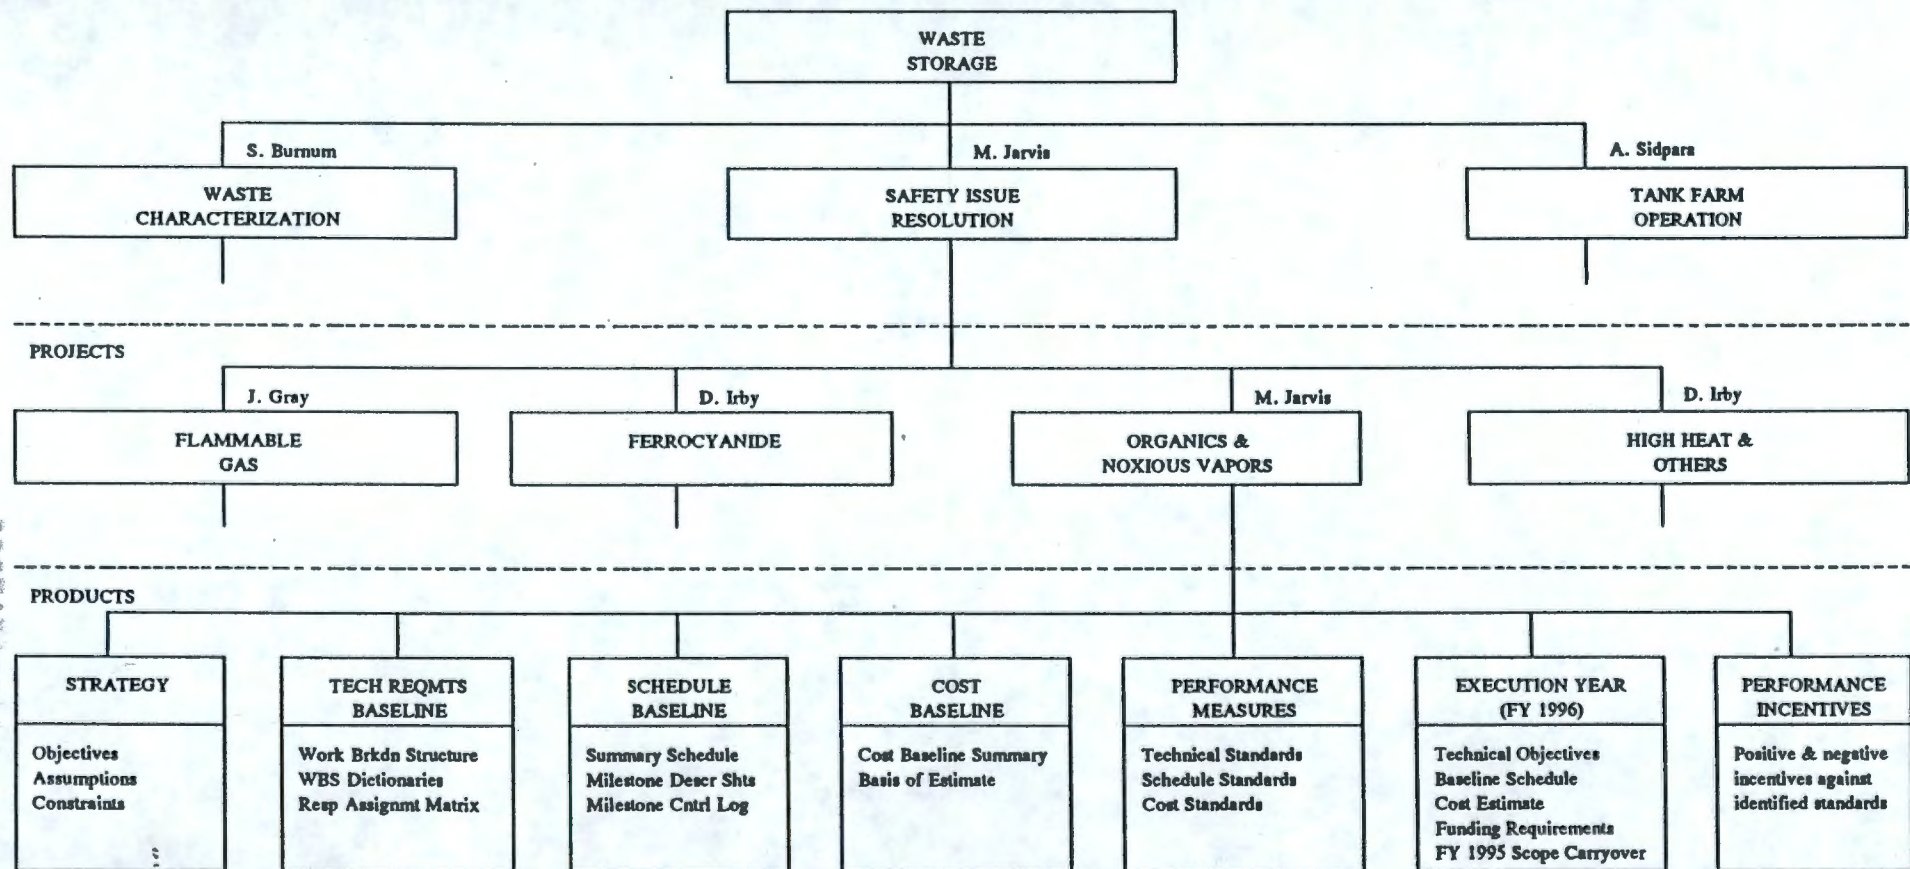 WASTE
STORAGE
S. Burnum
M. Jarvis
A. Sidpara
WASTE
CHARACTERIZATION
SAFETY ISSUE
RESOLUTION
TANK FARM
OPERATION
PROJECTS
J. Gray
D. Irby
M. Jarvis
D. Irby
FLAMMABLE
GAS
FERROCYANIDE
ORGANICS &
NOXIOUS VAPORS
HIGH HEAT &
OTHERS
PRODUCTS
STRATEGY
Objectives
Assumptions
Constraints
TECH REQMTS
BASELINE
Work Brkdn Structure
WBS Dictionaries
Resp Assignmt Matrix
SCHEDULE
BASELINE
Summary Schedule
Milestone Descr Shts
Milestone Cntrl Log
COST
BASELINE
Cost Baseline Summary
Basis of Estimate
PERFORMANCE
MEASURES
Technical Standards
Schedule Standards
Cost Standards
EXECUTION YEAR
(FY 1996)
Technical Objectives
Baseline Schedule
Cost Estimate
Funding Requirements
FY 1995 Scope Carryover
PERFORMANCE
INCENTIVES
Positive & negative
incentives against
identified standards